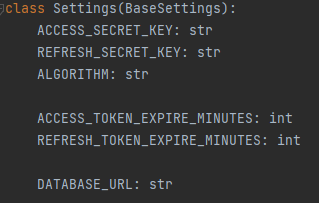 class Settings(BaseSettings):
    ACCESS_SECRET_KEY: str
    REFRESH_SECRET_KEY: str
    ALGORITHM: str

    ACCESS_TOKEN_EXPIRE_MINUTES: int
    REFRESH_TOKEN_EXPIRE_MINUTES: int

    DATABASE_URL: str